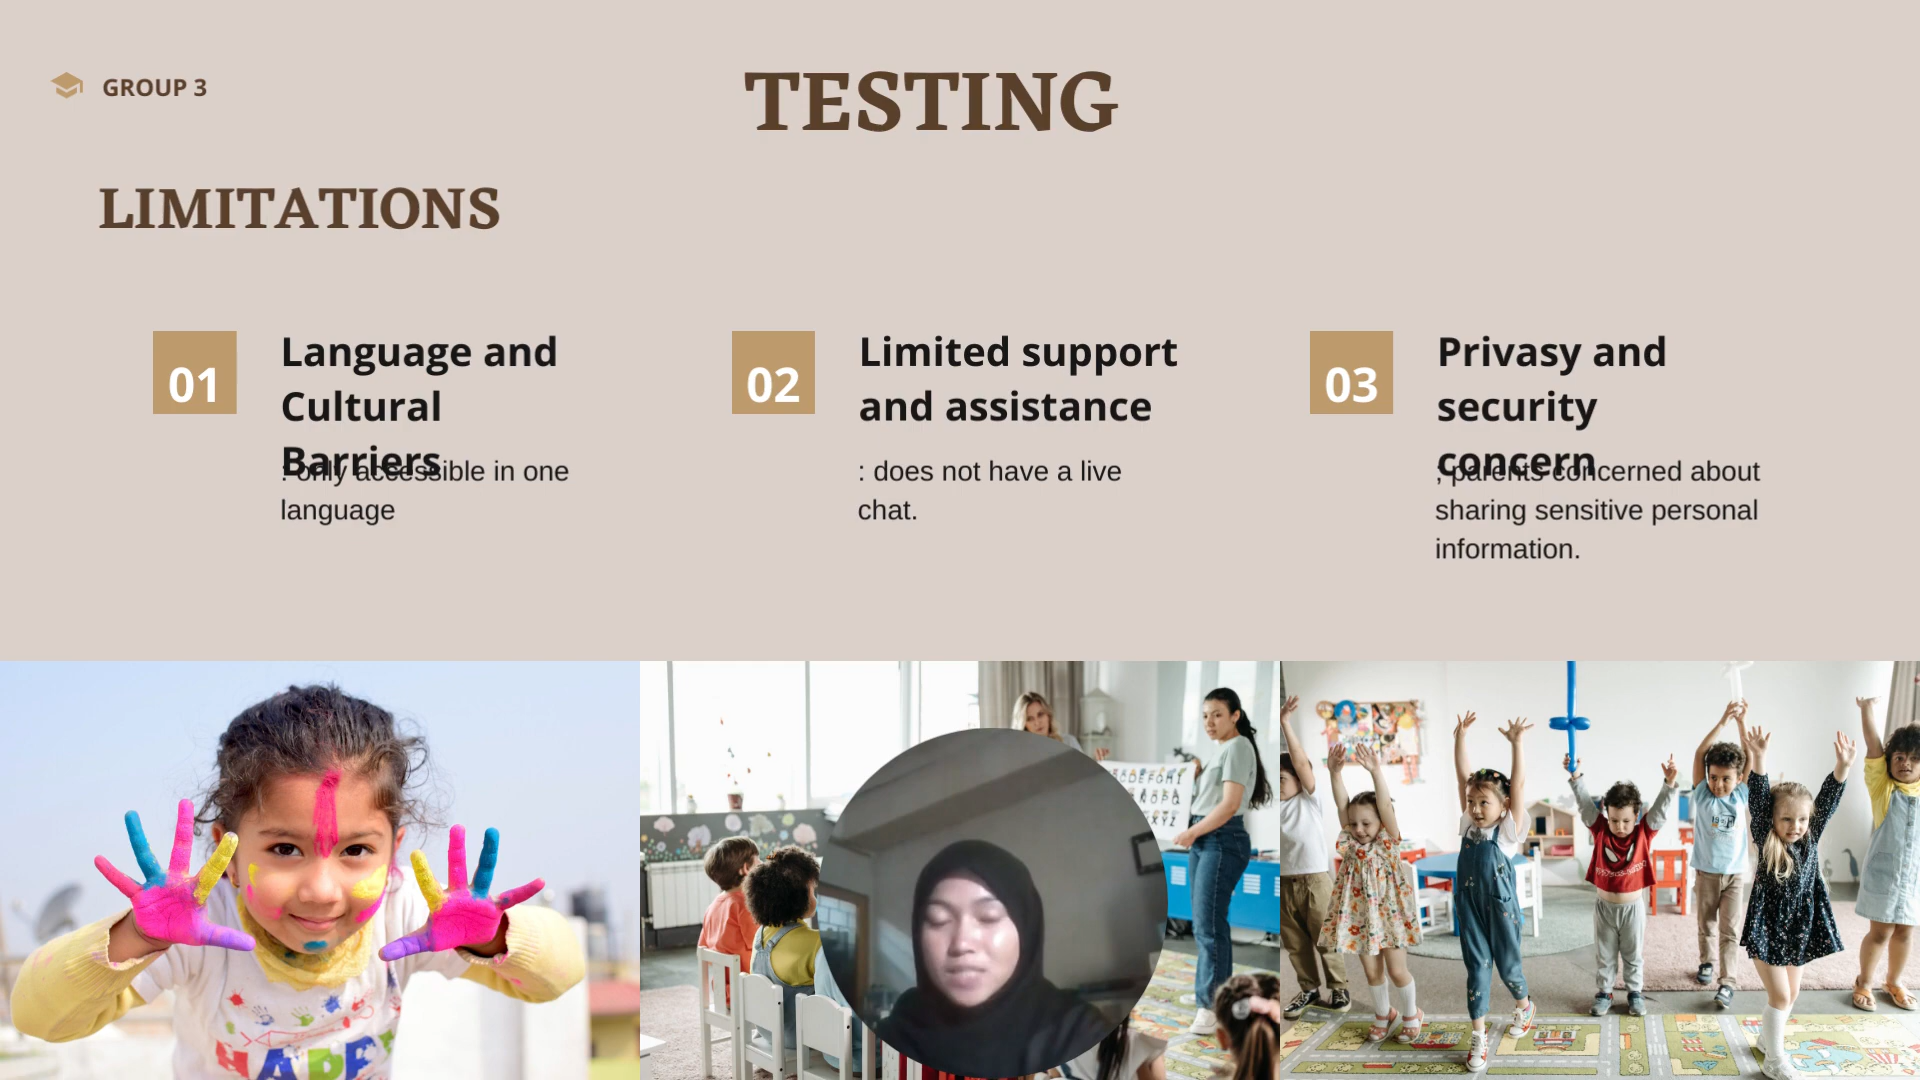 GROUP 3
TESTING
LIMITATIONS
01
Language and
Cultural
Barriers
: only accessible in one
language
02
Limited support
and assistance
: does not have a live
chat.
03
Privasy and
security
concern
; parents concerned about
sharing sensitive personal
information.